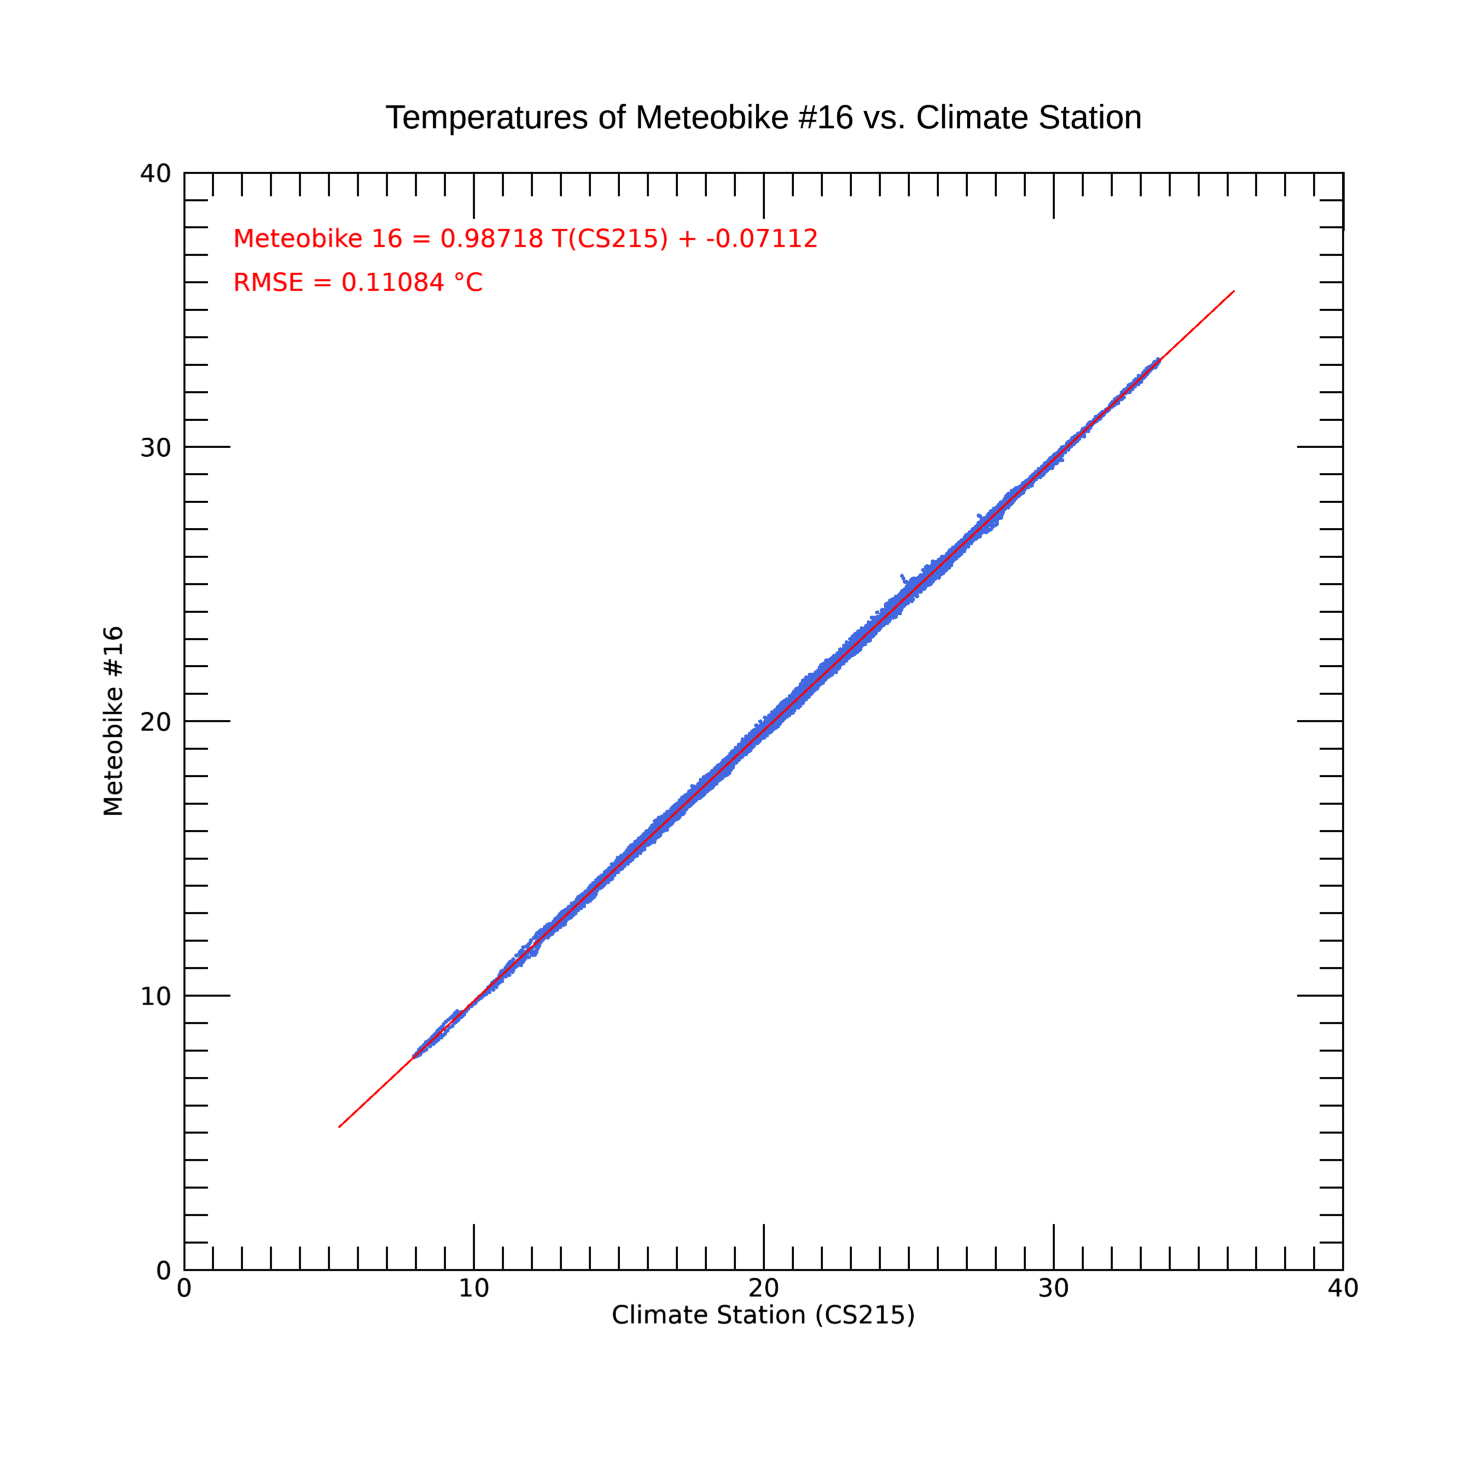 Temperatures of Meteobike #16 vs. Climate Station
40
Meteobike 16 = 0.98718 T(CS215) + -0.07112
RMSE = 0.11084 °C
30
20
10
0
Meteobike #16
0 10 20 30 40
Climate Station (CS215)